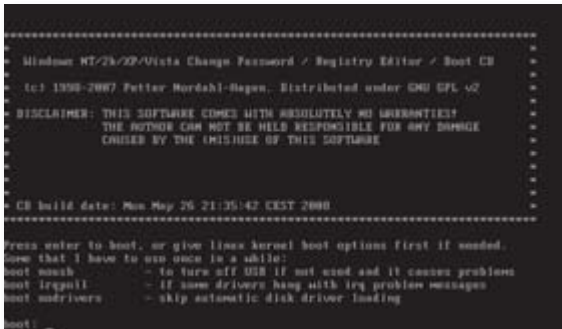 ********************************************************************************
* Windows NT/2k/XP/Vista Change Password / Registry Editor / Boot CD *
* (c) 1998-2007 Petter Nordahl-Hagen. Distributed under GNU GPL v2 *
* DISCLAIMER: THIS SOFTWARE COMES WITH ABSOLUTELY NO WARRANTIES! *
* THE AUTHOR CAN NOT BE HELD RESPONSIBLE FOR ANY DAMAGE *
* CAUSED BY THE (MIS)USE OF THIS SOFTWARE *
* CD build date: Mon May 26 21:35:42 CEST 2008 *
********************************************************************************
Press enter to boot, or give linux kernel boot options first if needed.
Some that I have to use once in a while:
boot nousb - to turn off USB if not used and it causes problems
boot irqpoll - if some drivers hang with irq problem messages
boot nodrivers - skip automatic disk driver loading
boot: _